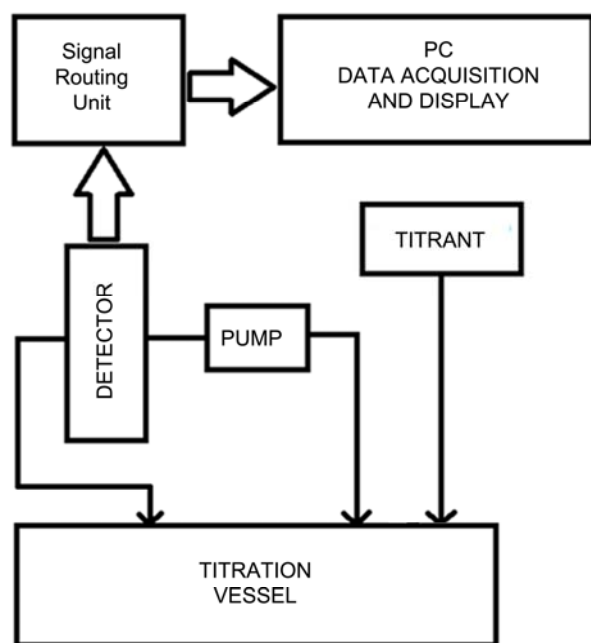 Signal
Routing
Unit
PC
DATA ACQUISITION
AND DISPLAY
TITRANT
DETECTOR
PUMP
TITRATION
VESSEL